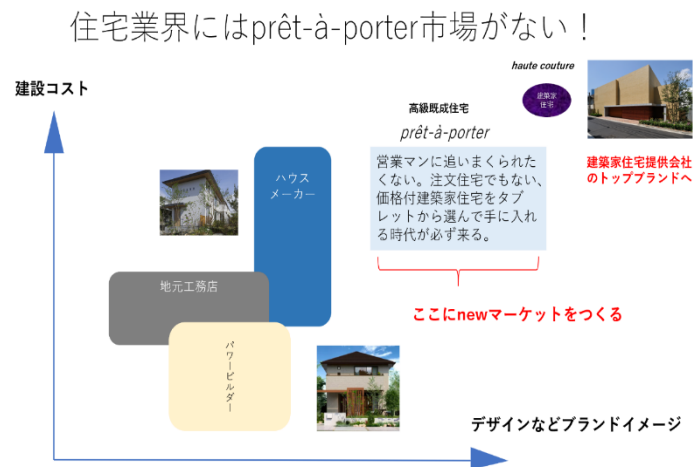 住宅業界にはprêt-à-porter市場がない！
haute couture
建設コスト
建築家
住宅
高級既成住宅
prêt-à-porter
建築家住宅提供会社
のトップブランドへ
営業マンに追いまくられた
くない。注文住宅でもない、
価格付建築家住宅をタブ
レットから選んで手に入れ
る時代が必ず来る。
ハウス
メーカー
地元工務店
ここにnewマーケットをつくる
パワービルダー
デザインなどブランドイメージ